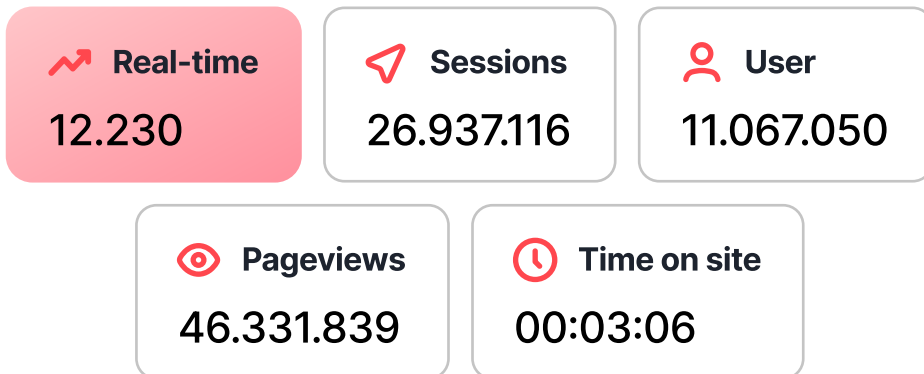 Real-time
12.230
Sessions
26.937.116
User
11.067.050
Pageviews
46.331.839
Time on site
00:03:06